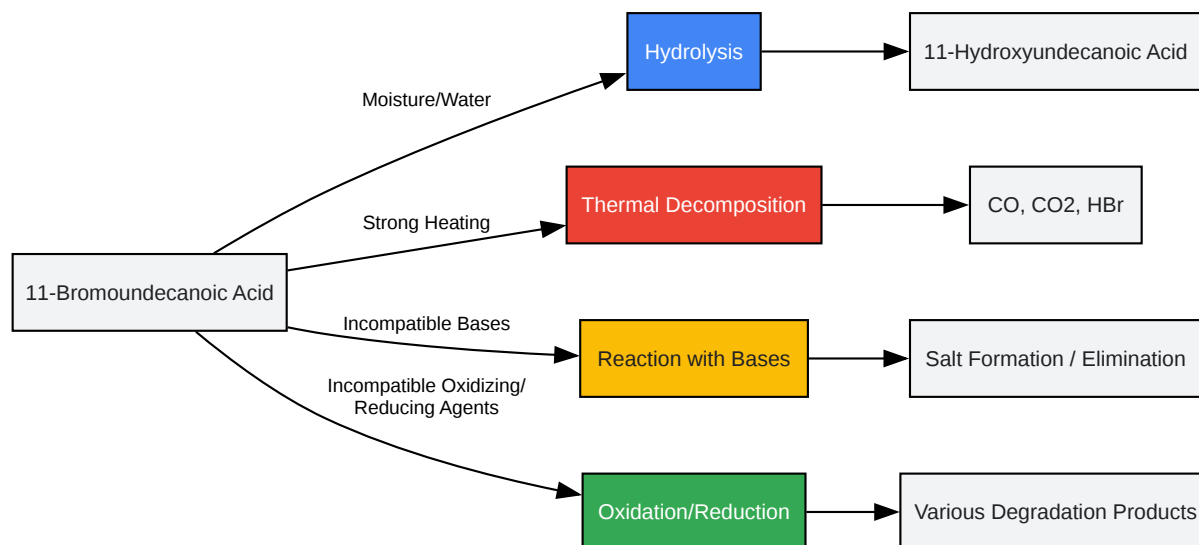 Hydrolysis
11-Hydroxyundecanoic Acid
Moisture/Water
Thermal Decomposition
CO, CO2, HBr
Strong Heating
11-Bromoundecanoic Acid
Incompatible Bases
Reaction with Bases
Salt Formation / Elimination
Incompatible Oxidizing/
Reducing Agents
Oxidation/Reduction
Various Degradation Products